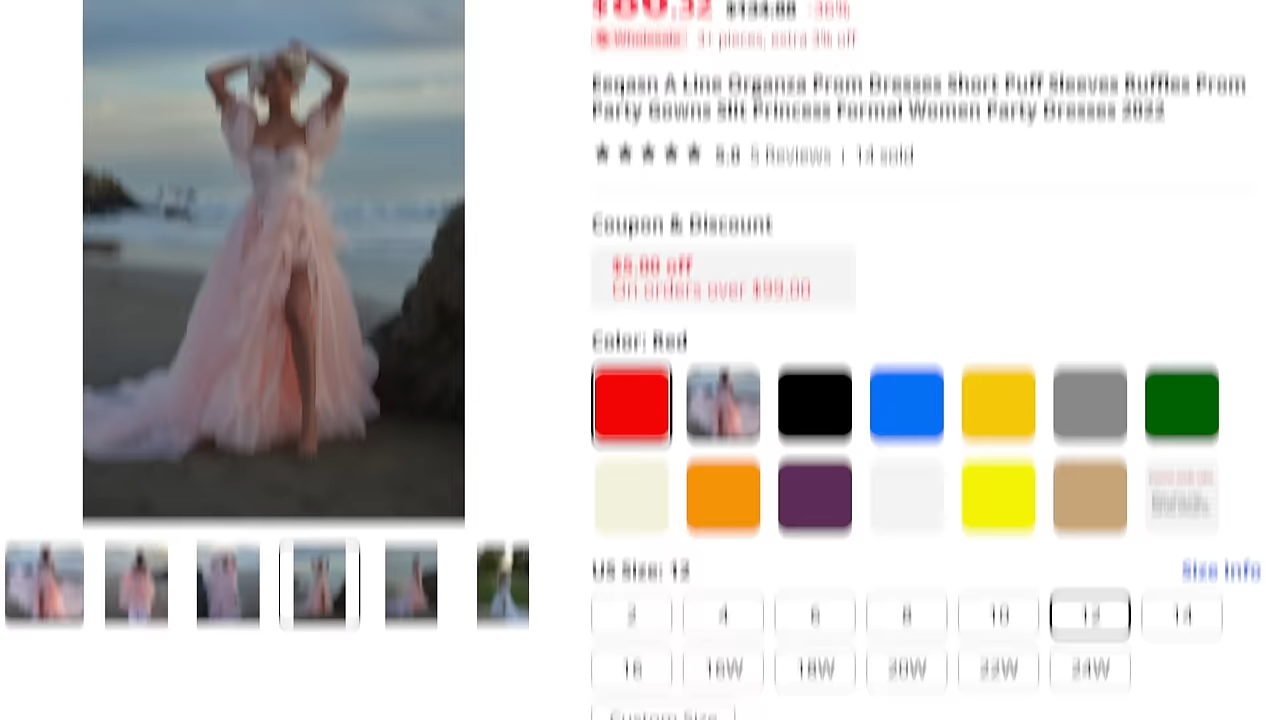 -36%
Wholesale 3+ pieces, extra 3% off
A Line Organza Prom Dresses Short Puff Sleeves Ruffles Prom
Party Gowns Slit Princess Formal Women Party Dresses 2022
5.0 5 Reviews | 14 sold
Coupon & Discount
$5.00 off
On orders over $99.00
Color: Red
US Size: 12
Size Info
2 4 6 8 10 12 14
16 16W 18W 20W 22W 24W
Custom Size